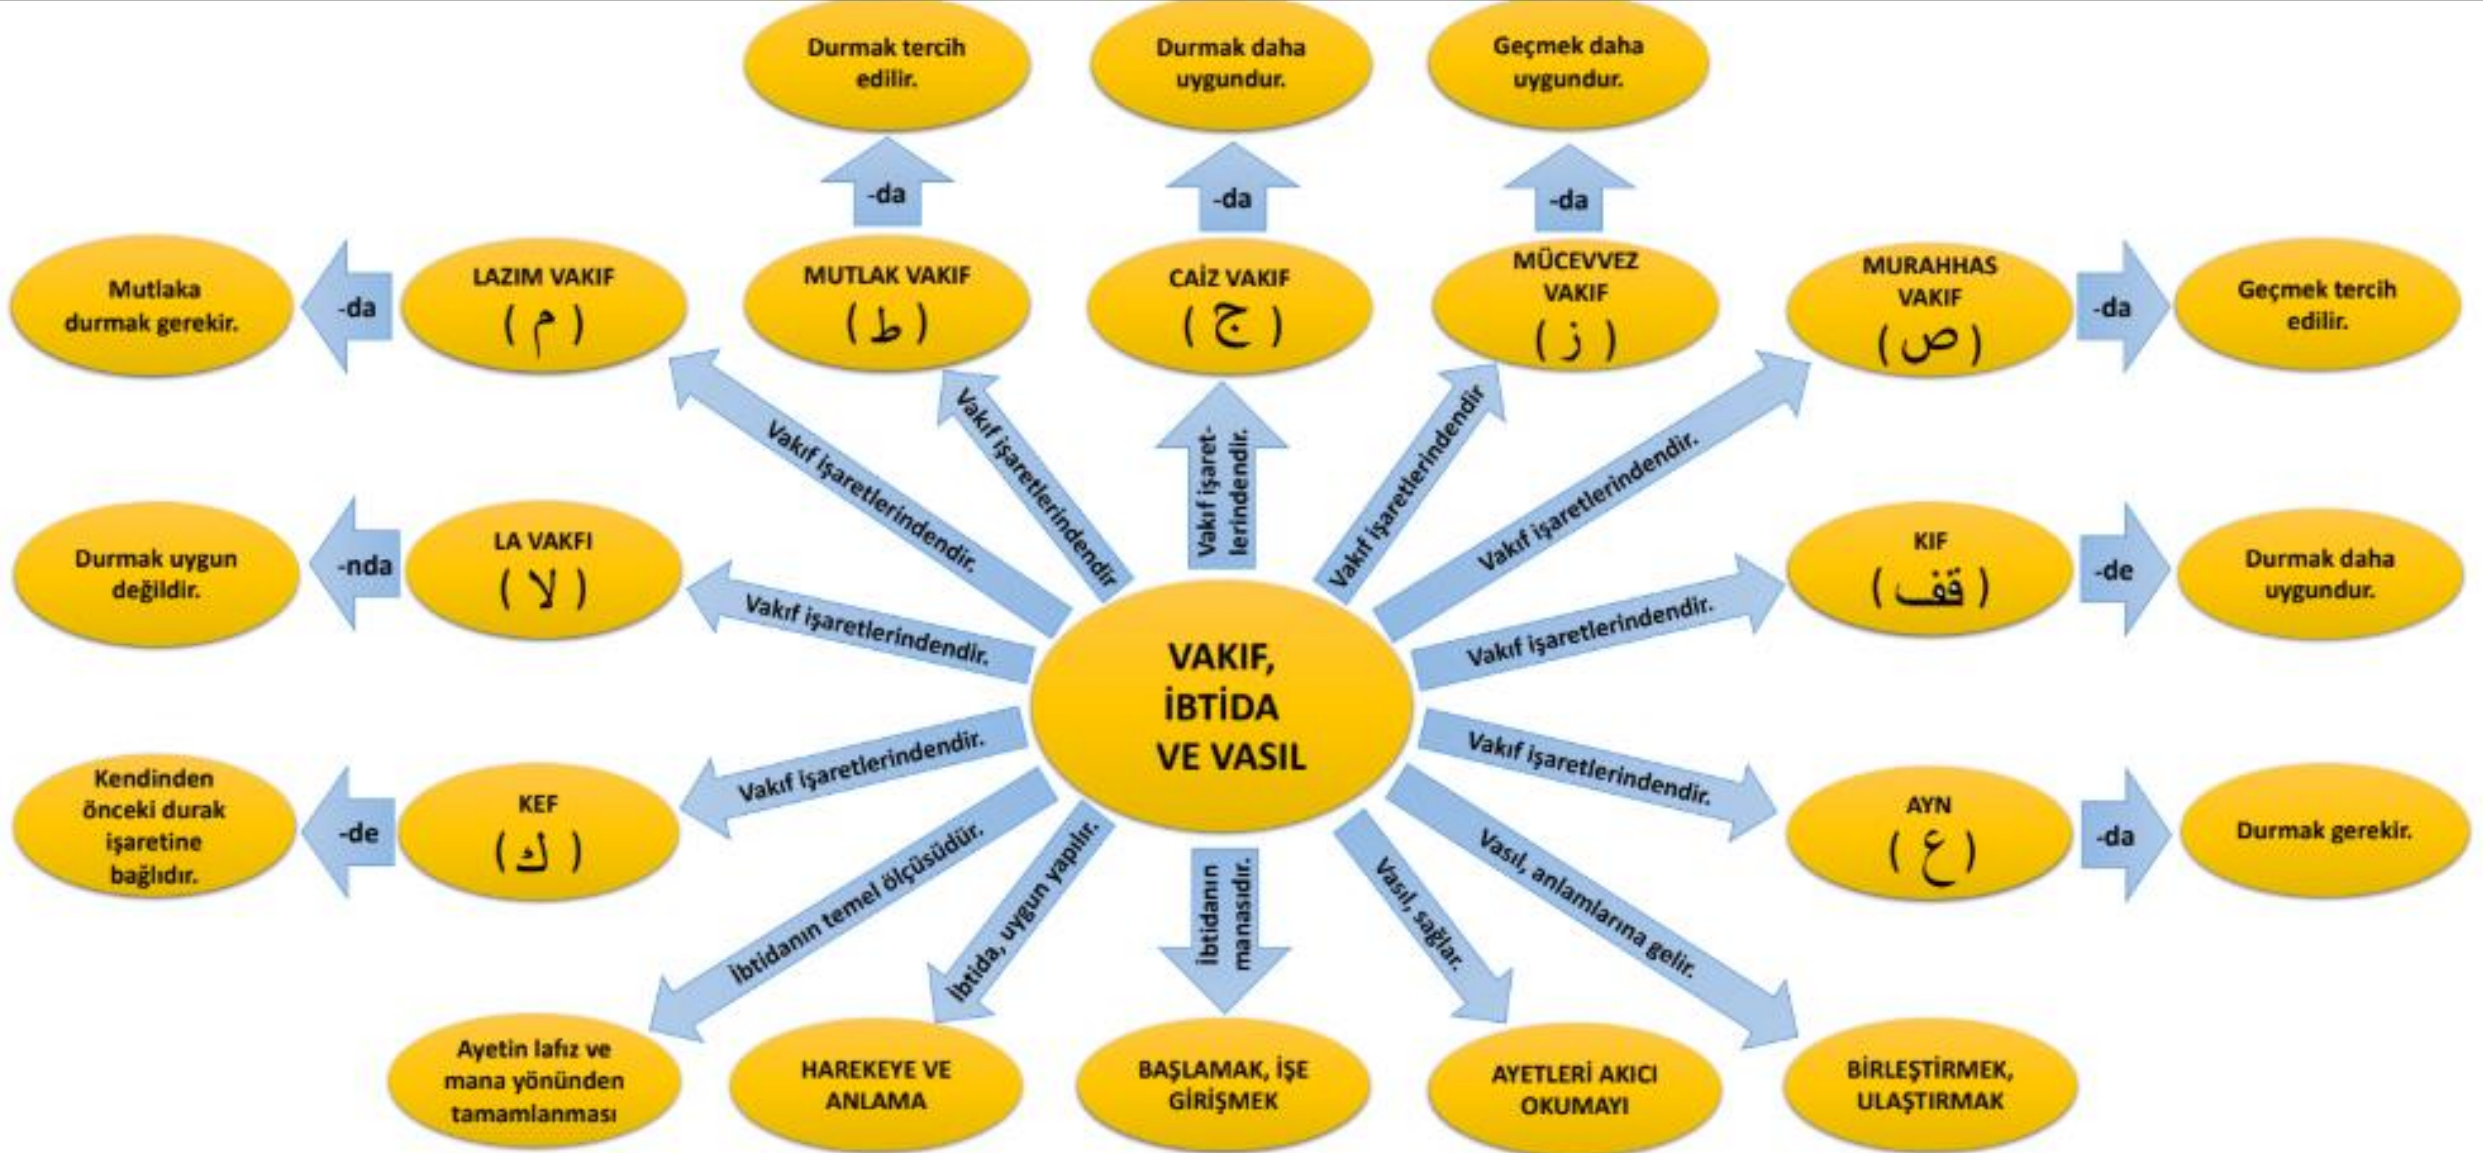 Durmak tercih
edilir.
Durmak daha
uygundur.
Geçmek daha
uygundur.
-da
-da
-da
Mutlaka
durmak gerekir.
-da
LAZIM VAKIF
( م )
MUTLAK VAKIF
( ط )
CAİZ VAKIF
( ج )
MÜCEVVEZ
VAKIF
( ز )
MURAHHAS
VAKIF
( ص )
-da
Geçmek tercih
edilir.
Vakıf işaretlerindendir.
Vakıf işaretlerindendir
Vakıf işaret-
lerindendir.
Vakıf işaretlerindendir
Vakıf işaretlerindendir.
Durmak uygun
değildir.
-nda
LA VAKFI
( لا )
Vakıf işaretlerindendir.
Vakıf işaretlerindendir.
KIF
( قف )
-de
Durmak daha
uygundur.
VAKIF,
İBTİDA
VE VASIL
Kendinden
önceki durak
işaretine
bağlıdır.
-de
KEF
( ك )
Vakıf işaretlerindendir.
Vakıf işaretlerindendir.
AYN
( ع )
-da
Durmak gerekir.
İbtidanın temel ölçüsüdür.
İbtida, uygun yapılır.
İbtidanın
manasıdır.
Vasıl, sağlar.
Vasıl, anlamlarına gelir.
Ayetin lafız ve
mana yönünden
tamamlanması
HAREKEYE VE
ANLAMA
BAŞLAMAK, İŞE
GİRİŞMEK
AYETLERİ AKICI
OKUMAYI
BİRLEŞTİRMEK,
ULAŞTIRMAK